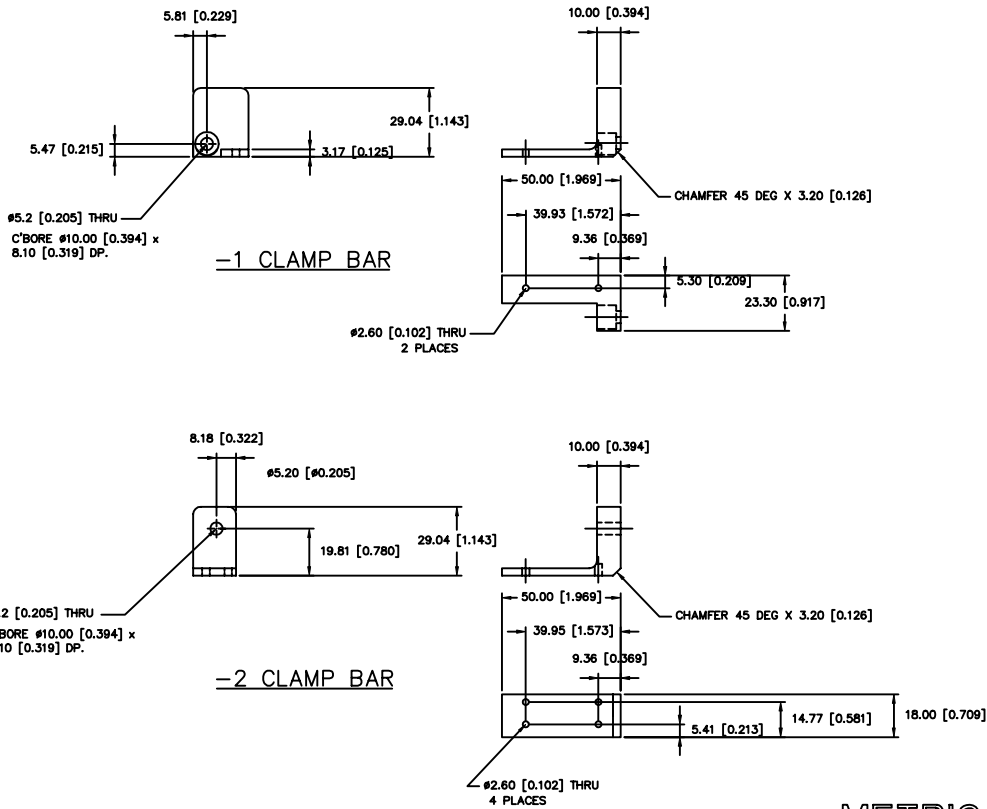 5.81 [0.229]
10.00 [0.394]
29.04 [1.143]
5.47 [0.215]
3.17 [0.125]
50.00 [1.969]
CHAMFER 45 DEG X 3.20 [0.126]
ø5.2 [0.205] THRU
C'BORE ø10.00 [0.394] x
8.10 [0.319] DP.
39.93 [1.572]
9.36 [0.369]
-1 CLAMP BAR
5.30 [0.209]
23.30 [0.917]
ø2.60 [0.102] THRU
2 PLACES
8.18 [0.322]
10.00 [0.394]
ø5.20 [ø0.205]
29.04 [1.143]
19.81 [0.780]
50.00 [1.969]
CHAMFER 45 DEG X 3.20 [0.126]
.2 [0.205] THRU
BORE ø10.00 [0.394] x
10 [0.319] DP.
39.95 [1.573]
9.36 [0.369]
-2 CLAMP BAR
14.77 [0.581]
18.00 [0.709]
5.41 [0.213]
ø2.60 [0.102] THRU
4 PLACES